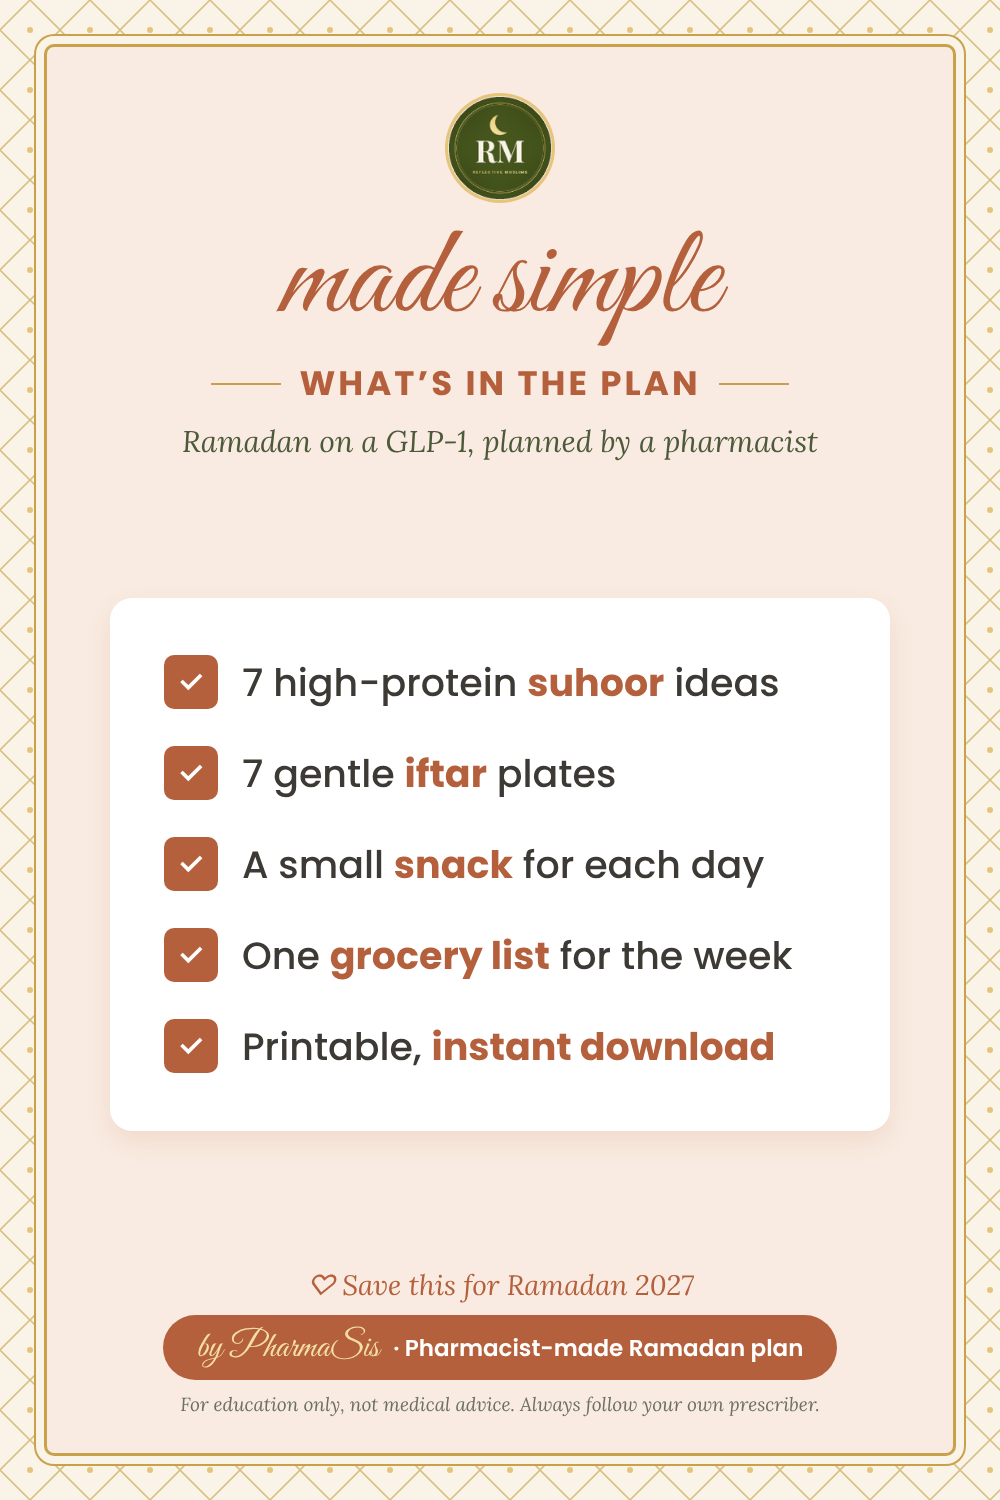 RM
REFLECTIVE MUSLIMS
made simple
WHAT’S IN THE PLAN
Ramadan on a GLP-1, planned by a pharmacist
7 high-protein suhoor ideas
7 gentle iftar plates
A small snack for each day
One grocery list for the week
Printable, instant download
♡ Save this for Ramadan 2027
by PharmaSis · Pharmacist-made Ramadan plan
For education only, not medical advice. Always follow your own prescriber.